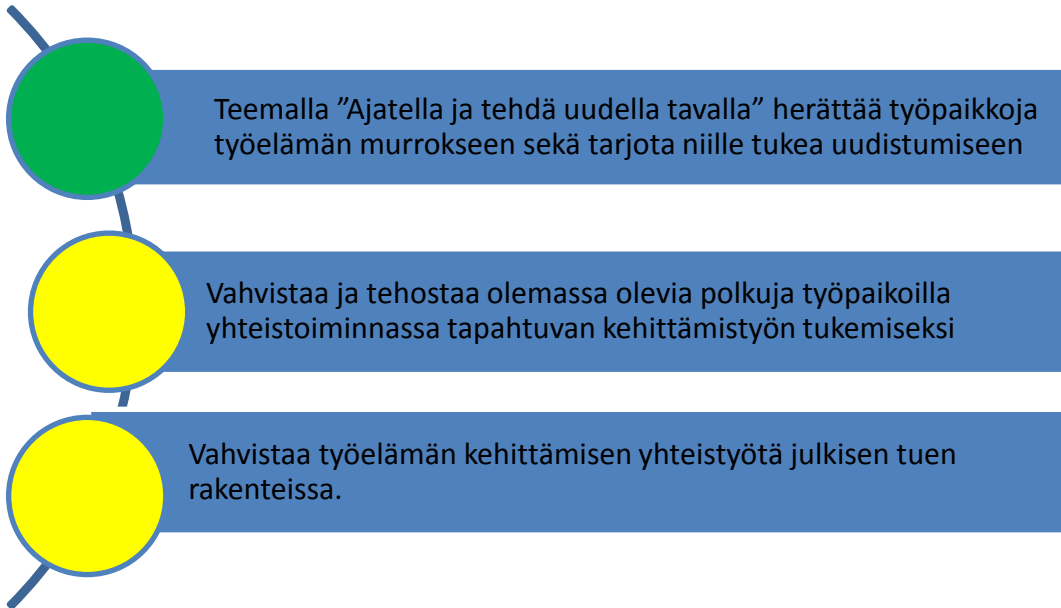 Teemalla ”Ajatella ja tehdä uudella tavalla” herättää työpaikkoja
työelämän murrokseen sekä tarjota niille tukea uudistumiseen
Vahvistaa ja tehostaa olemassa olevia polkuja työpaikoilla
yhteistoiminnassa tapahtuvan kehittämistyön tukemiseksi
Vahvistaa työelämän kehittämisen yhteistyötä julkisen tuen
rakenteissa.